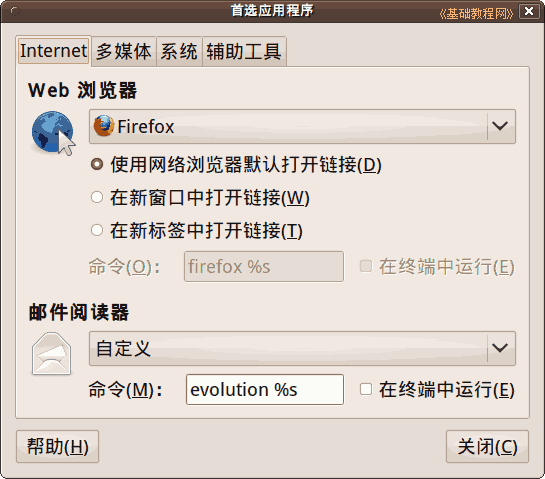 首选应用程序
《基础教程网》
Internet 多媒体 系统 辅助工具
Web 浏览器
Firefox
使用网络浏览器默认打开链接(D)
在新窗口中打开链接(W)
在新标签中打开链接(T)
命令(O): firefox %s 在终端中运行(E)
邮件阅读器
自定义
命令(M): evolution %s 在终端中运行(E)
帮助(H) 关闭(C)